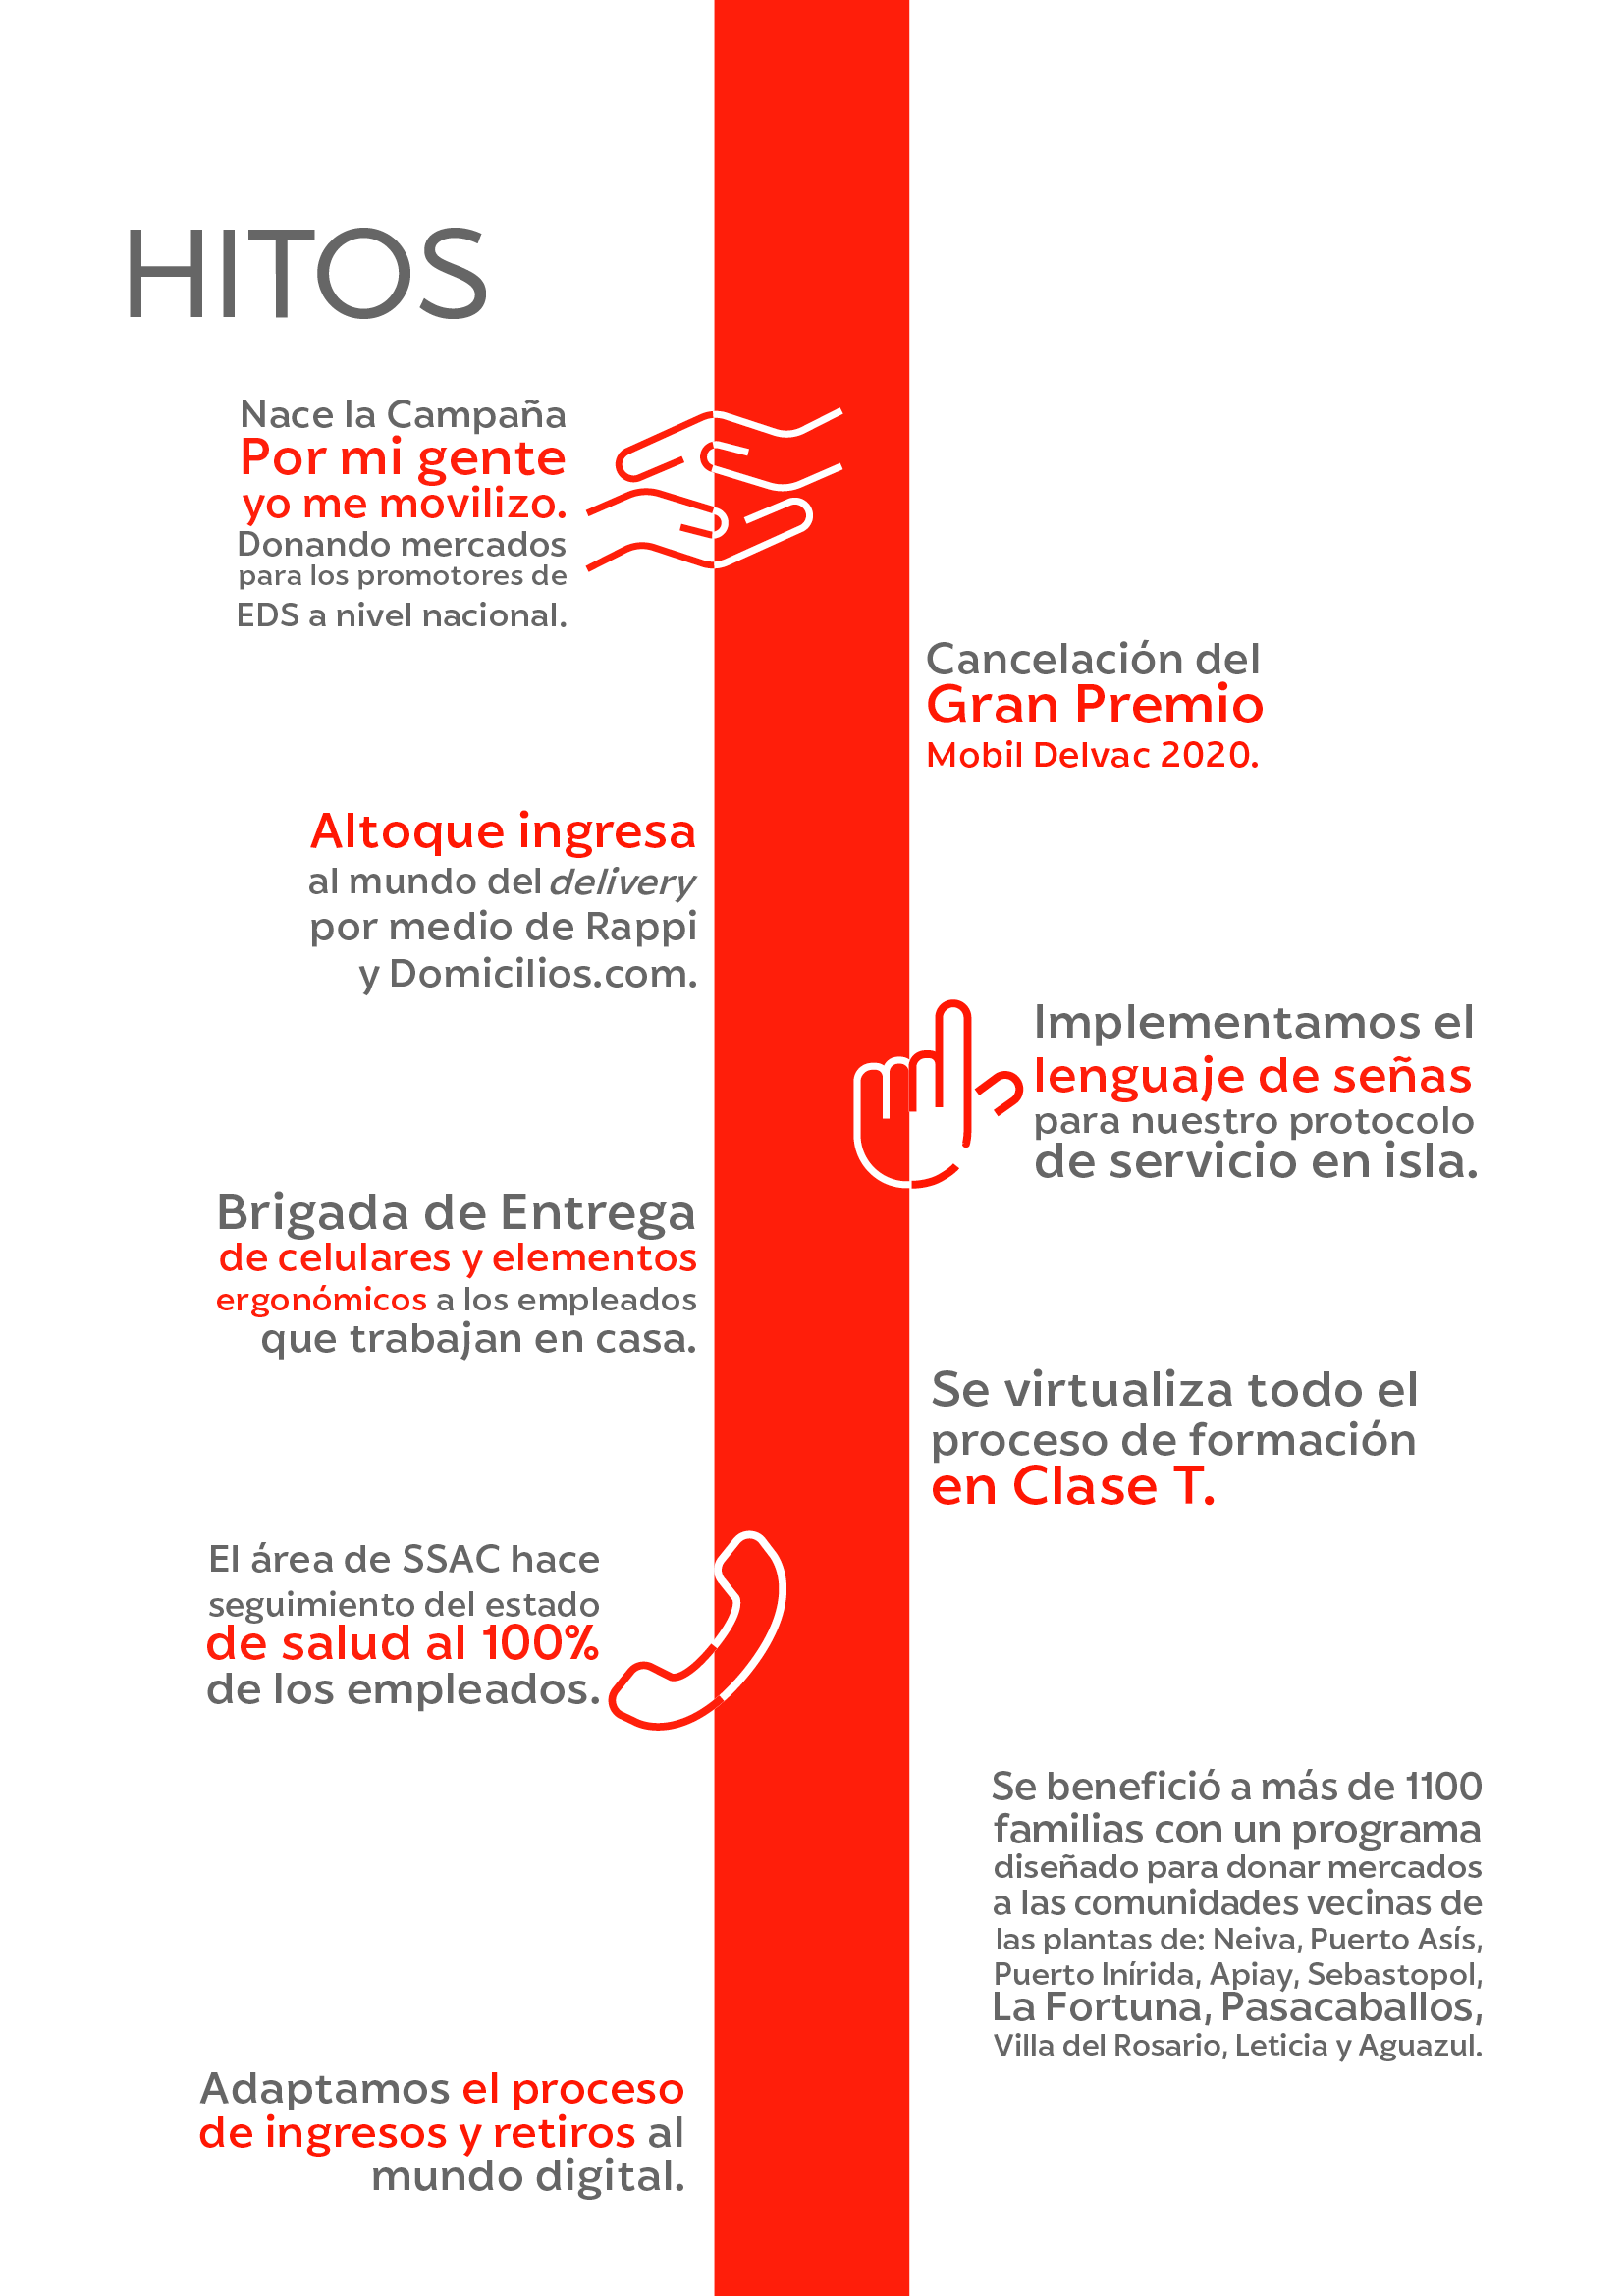 HITOS
Nace la Campaña
Por mi gente
yo me movilizo.
Donando mercados
para los promotores de
EDS a nivel nacional.
Cancelación del
Gran Premio
Mobil Delvac 2020.
Altoque ingresa
al mundo del delivery
por medio de Rappi
y Domicilios.com.
Implementamos el
lenguaje de señas
para nuestro protocolo
de servicio en isla.
Brigada de Entrega
de celulares y elementos
ergonómicos a los empleados
que trabajan en casa.
Se virtualiza todo el
proceso de formación
en Clase T.
El área de SSAC hace
seguimiento del estado
de salud al 100%
de los empleados.
Se benefició a más de 1100
familias con un programa
diseñado para donar mercados
a las comunidades vecinas de
las plantas de: Neiva, Puerto Asís,
Puerto Inírida, Apiay, Sebastopol,
La Fortuna, Pasacaballos,
Villa del Rosario, Leticia y Aguazul.
Adaptamos el proceso
de ingresos y retiros al
mundo digital.